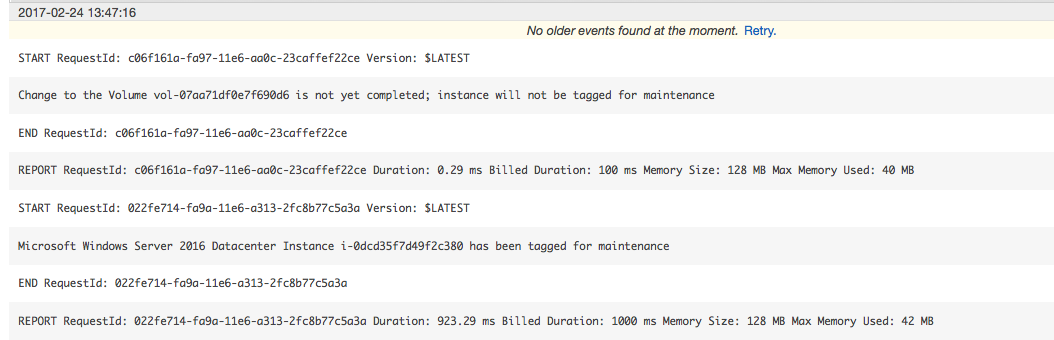 2017-02-24 13:47:16
No older events found at the moment. Retry.
START RequestId: c06f161a-fa97-11e6-aa0c-23caffef22ce Version: $LATEST
Change to the Volume vol-07aa71df0e7f690d6 is not yet completed; instance will not be tagged for maintenance
END RequestId: c06f161a-fa97-11e6-aa0c-23caffef22ce
REPORT RequestId: c06f161a-fa97-11e6-aa0c-23caffef22ce Duration: 0.29 ms Billed Duration: 100 ms Memory Size: 128 MB Max Memory Used: 40 MB
START RequestId: 022fe714-fa9a-11e6-a313-2fc8b77c5a3a Version: $LATEST
Microsoft Windows Server 2016 Datacenter Instance i-0dcd35f7d49f2c380 has been tagged for maintenance
END RequestId: 022fe714-fa9a-11e6-a313-2fc8b77c5a3a
REPORT RequestId: 022fe714-fa9a-11e6-a313-2fc8b77c5a3a Duration: 923.29 ms Billed Duration: 1000 ms Memory Size: 128 MB Max Memory Used: 42 MB